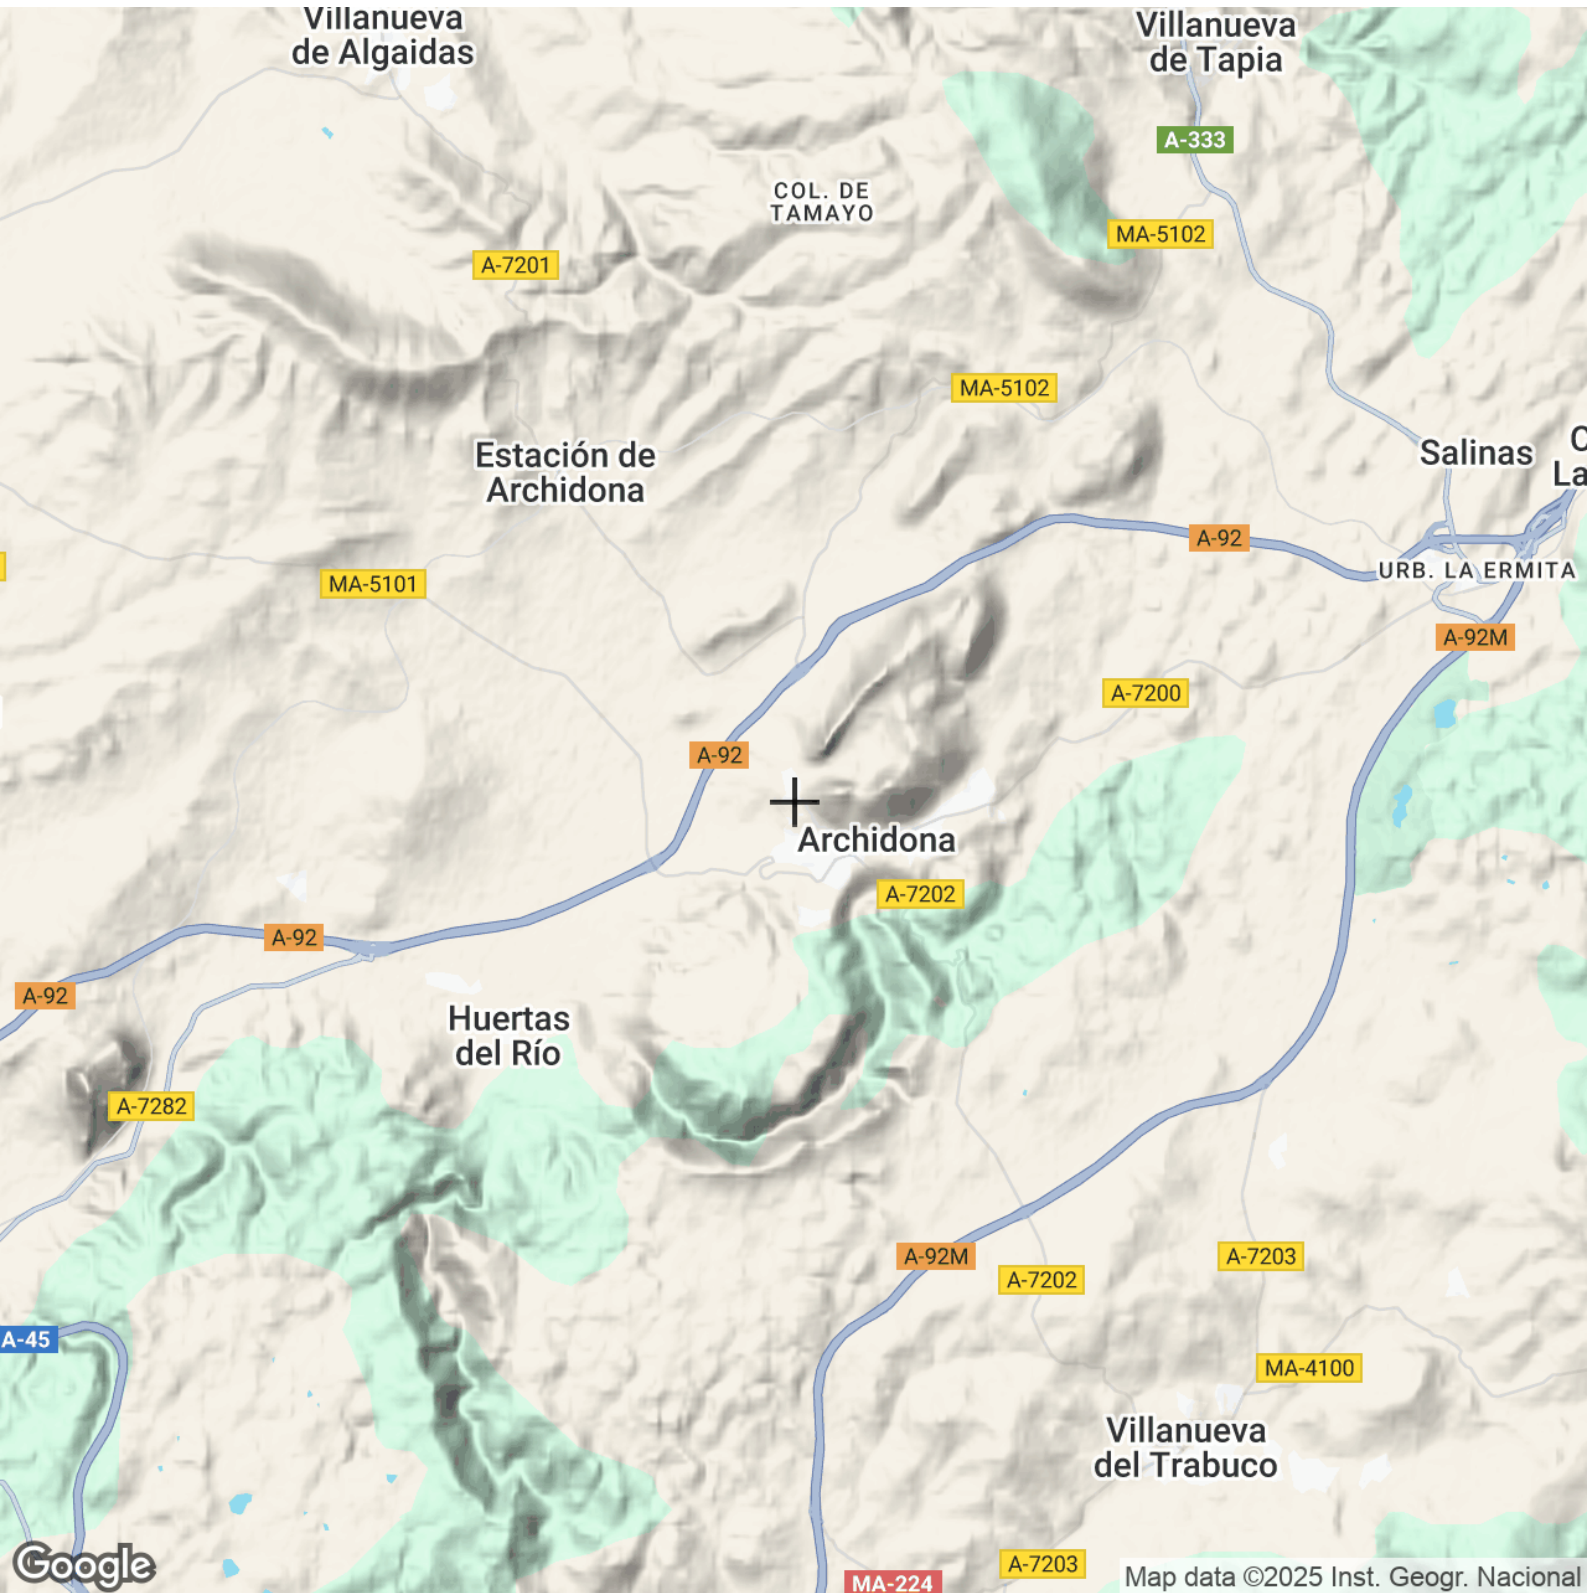 Villanueva
de Algaidas
Villanueva
de Tapia
A-333
COL. DE
TAMAYO
MA-5102
A-7201
MA-5102
Estación de
Archidona
Salinas
C
La
A-92
URB. LA ERMITA
MA-5101
A-92M
A-7200
A-92
Archidona
A-7202
A-92
A-92
Huertas
del Río
A-7282
A-92M
A-7202
A-7203
A-45
MA-4100
Villanueva
del Trabuco
A-7203
MA-224
Google
Map data ©2025 Inst. Geogr. Nacional